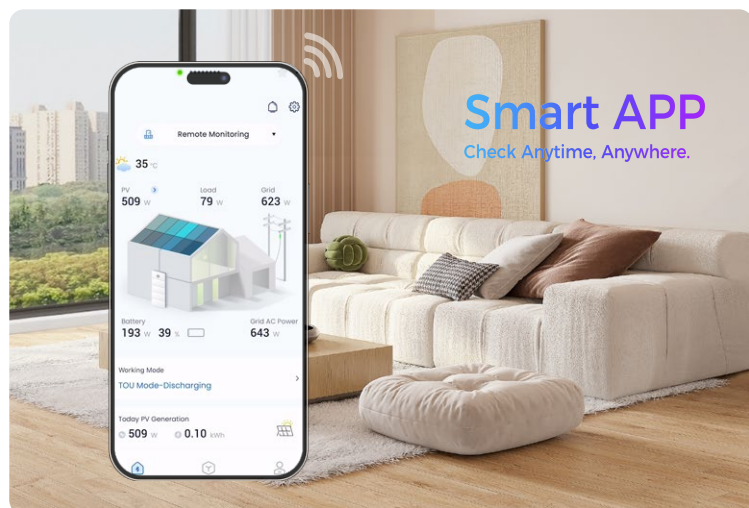 Smart APP
Check Anytime, Anywhere.
Remote Monitoring
35 °C
PV Load Grid
509 W 79 W 623 W
Battery Grid AC Power
193 W 39 % 643 W
Working Mode
TOU Mode-Discharging
Today PV Generation
509 W 0.10 kWh